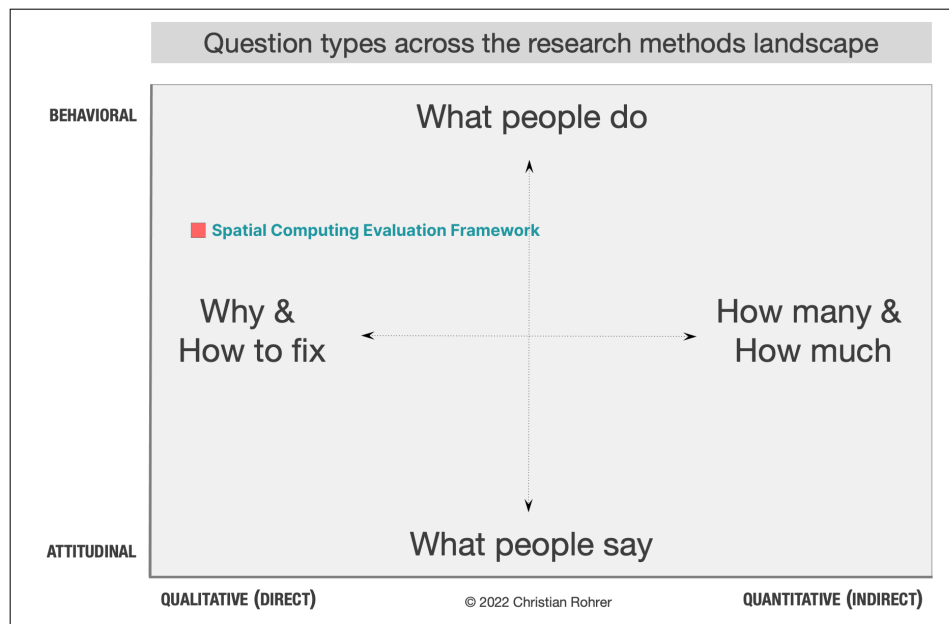 Question types across the research methods landscape
BEHAVIORAL
What people do
Spatial Computing Evaluation Framework
Why &
How to fix
How many &
How much
What people say
ATTITUDINAL
QUALITATIVE (DIRECT)
© 2022 Christian Rohrer
QUANTITATIVE (INDIRECT)